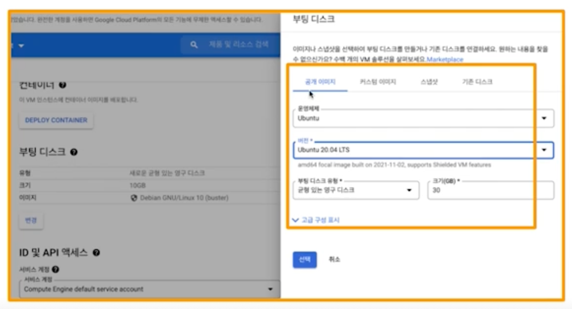 있습니다. 완전한 계정을 사용하면 Google Cloud Platform의 모든 기능에 무제한 액세스할 수 있습니다.
제품 및 리소스 검색
컨테이너
이 VM 인스턴스에 컨테이너 이미지를 배포합니다
DEPLOY CONTAINER
부팅 디스크
유형 새로운 균형 있는 영구 디스크
크기 10GB
이미지 Debian GNU/Linux 10 (buster)
변경
ID 및 API 액세스
서비스 계정
서비스 계정
Compute Engine default service account
부팅 디스크
이미지나 스냅샷을 선택하여 부팅 디스크를 만들거나 기존 디스크를 연결하세요. 원하는 내용을 찾을
수 없으신가요? 수백 개의 VM 솔루션을 살펴보세요.Marketplace
공개 이미지 커스텀 이미지 스냅샷 기존 디스크
운영체제
Ubuntu
버전 *
Ubuntu 20.04 LTS
amd64 focal image built on 2021-11-02, supports Shielded VM features
부팅 디스크 유형 *
균형 있는 영구 디스크
크기(GB) *
30
고급 구성 표시
선택 취소